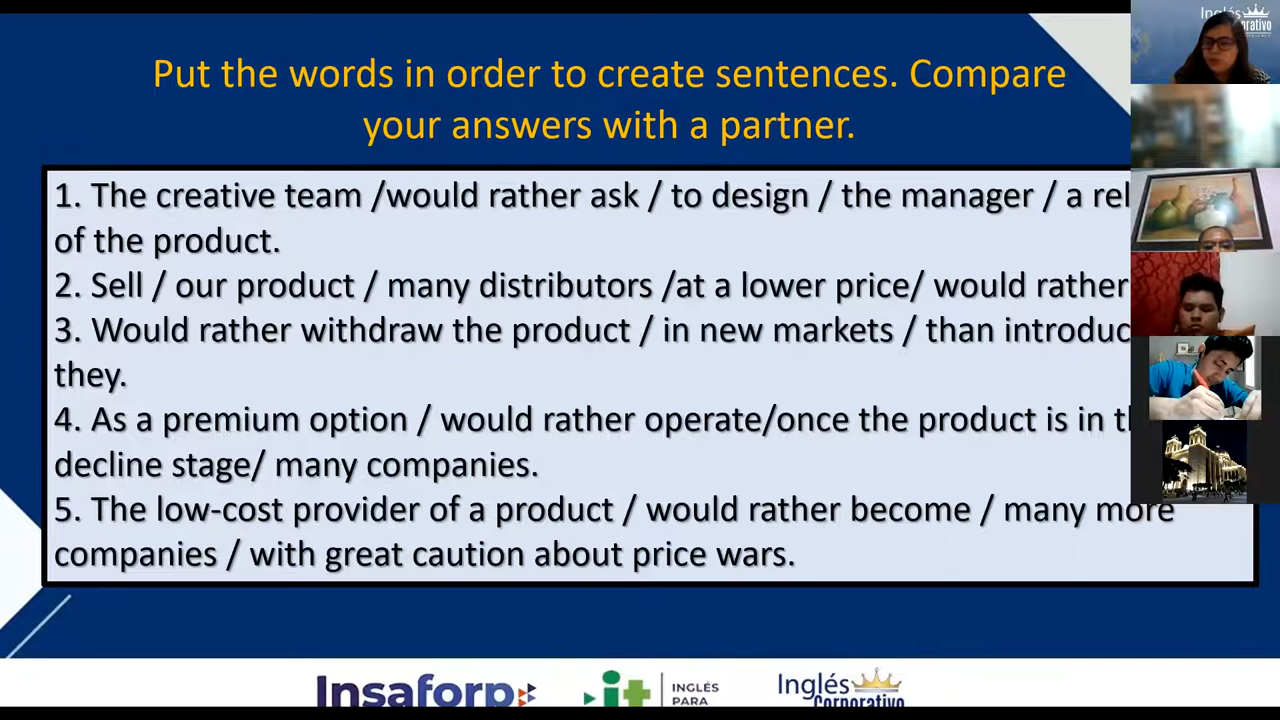 Put the words in order to create sentences. Compare
your answers with a partner.
1. The creative team /would rather ask / to design / the manager / a
of the product.
2. Sell / our product / many distributors /at a lower price/ would rather
3. Would rather withdraw the product / in new markets / than
they.
4. As a premium option / would rather operate/once the product is in
decline stage/ many companies.
5. The low-cost provider of a product / would rather become / many more
companies / with great caution about price wars.
Insaforp
it
INGLÉS
PARA
Inglés
Corporativo
Inglés